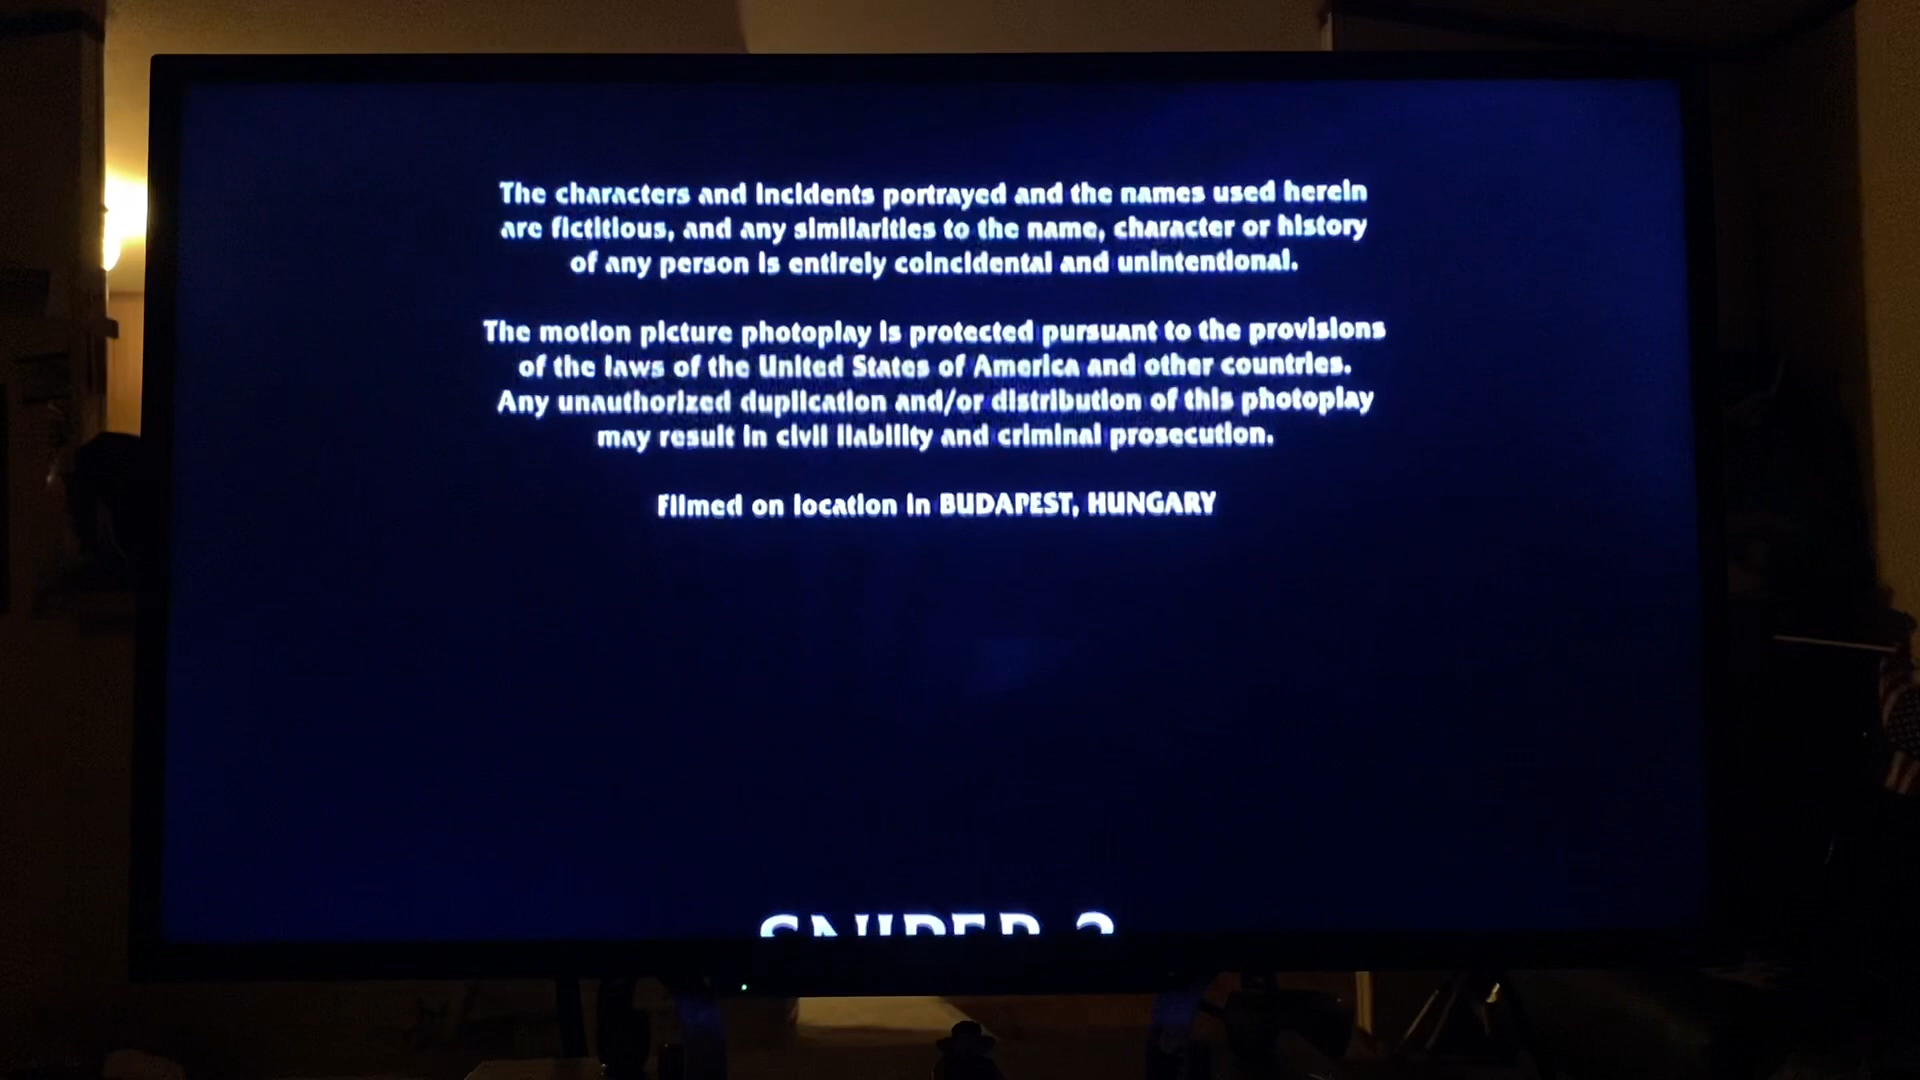 The characters and incidents portrayed and the names used herein
are fictitious, and any similarities to the name, character or history
of any person is entirely coincidental and unintentional.
The motion picture photoplay is protected pursuant to the provisions
of the laws of the United States of America and other countries.
Any unauthorized duplication and/or distribution of this photoplay
may result in civil liability and criminal prosecution.
Filmed on location in BUDAPEST, HUNGARY
SNIPER 2